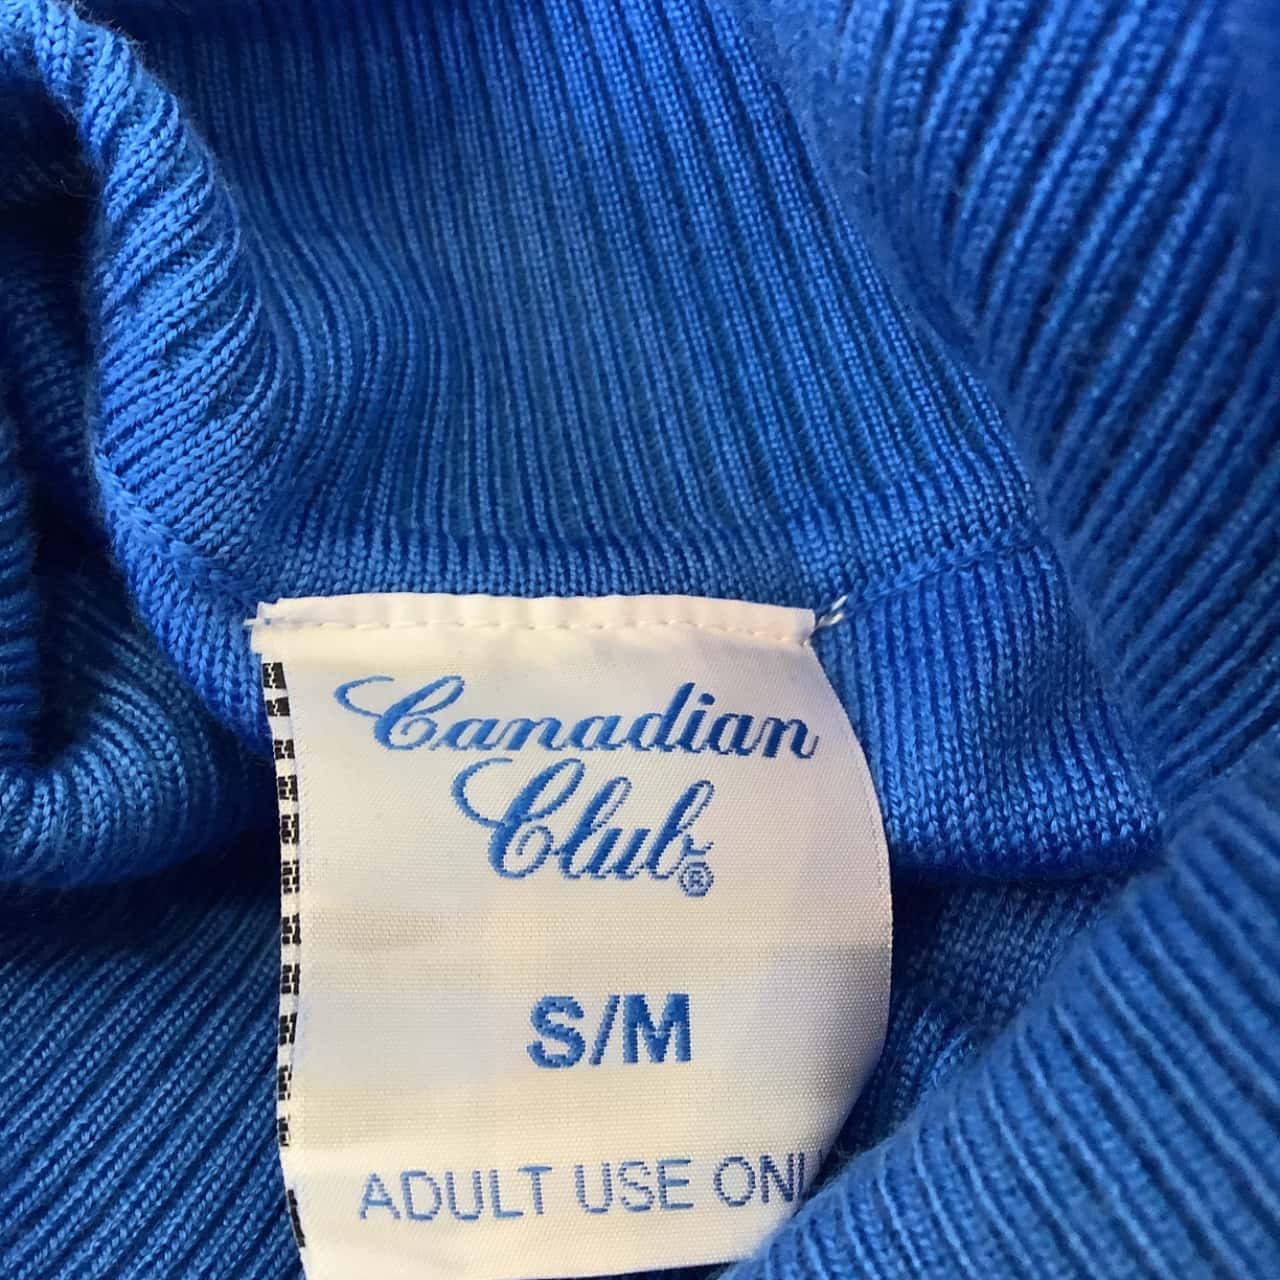 Canadian
Club®
S/M
ADULT USE